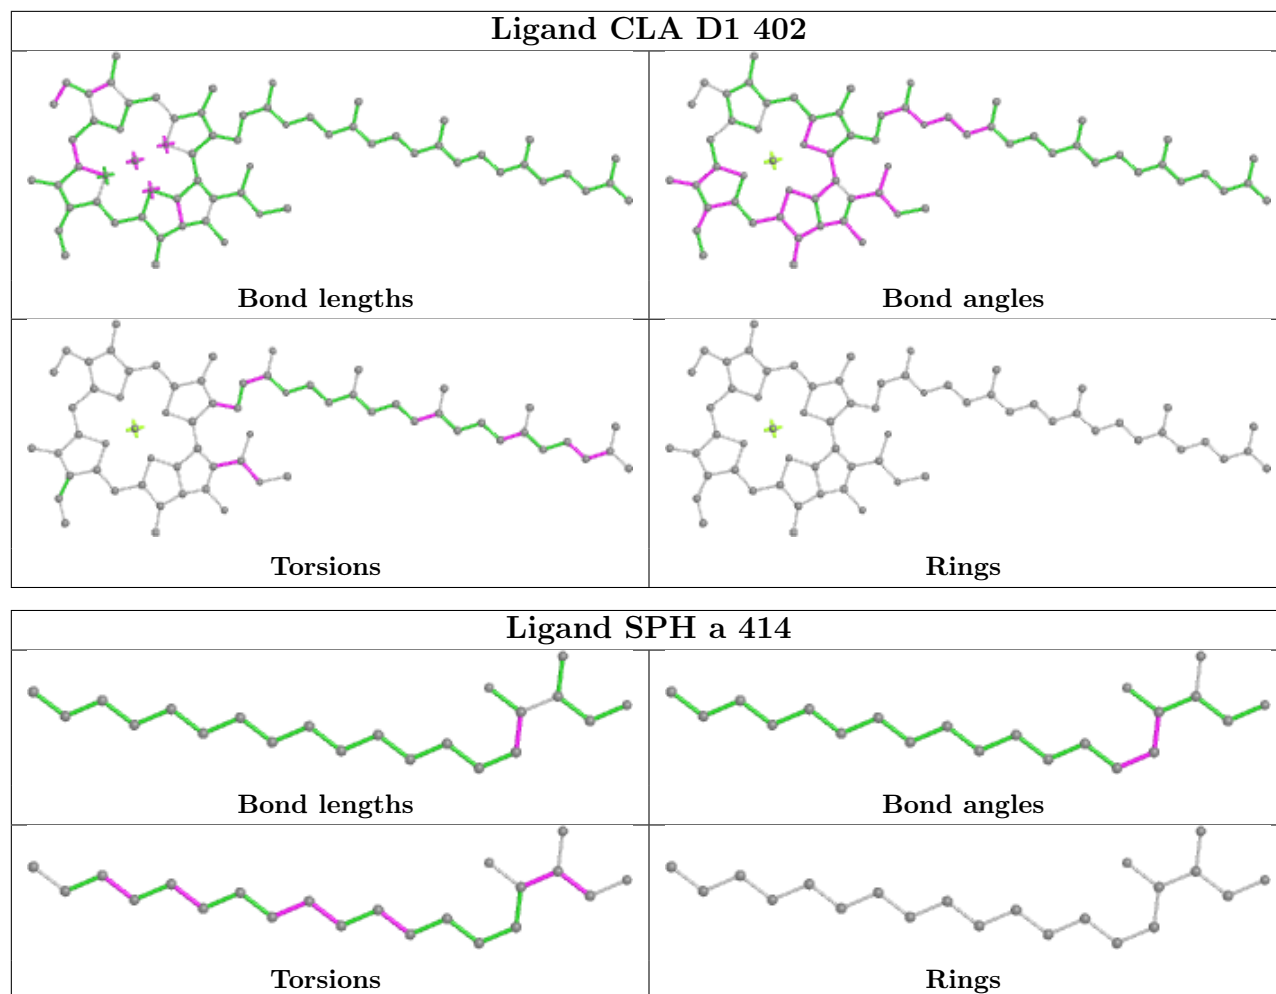 Ligand CLA D1 402
Bond lengths
Bond angles
Torsions
Rings
Ligand SPH a 414
Bond lengths
Bond angles
Torsions
Rings